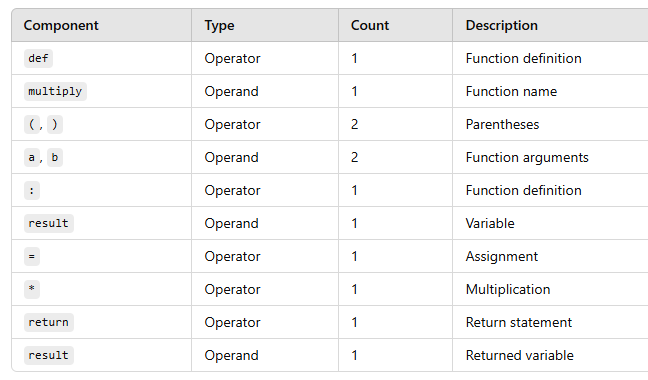 Component Type Count Description
def Operator 1 Function definition
multiply Operand 1 Function name
( , ) Operator 2 Parentheses
a , b Operand 2 Function arguments
: Operator 1 Function definition
result Operand 1 Variable
= Operator 1 Assignment
* Operator 1 Multiplication
return Operator 1 Return statement
result Operand 1 Returned variable